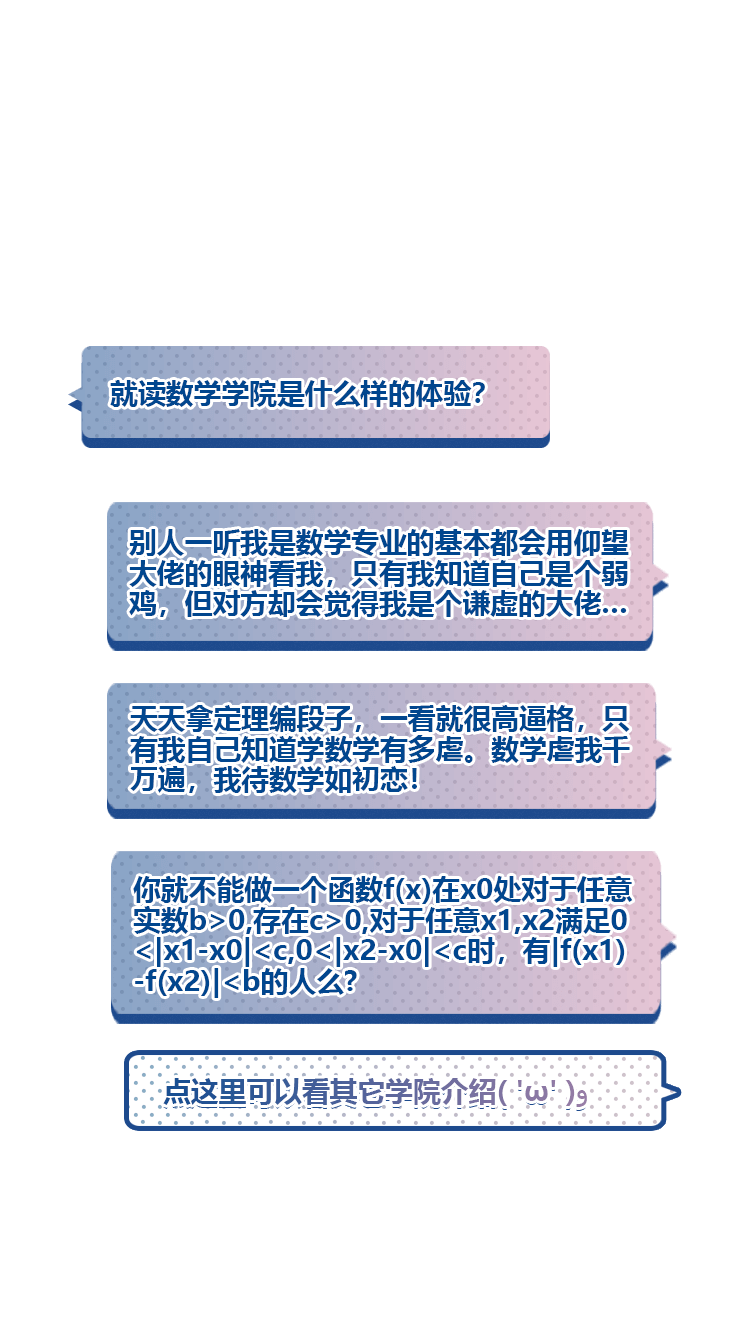 就读数学学院是什么样的体验?
别人一听我是数学专业的基本都会用仰望
大佬的眼神看我，只有我知道自己是个弱
鸡，但对方却会觉得我是个谦虚的大佬...
天天拿定理编段子，一看就很高逼格，只
有我自己知道学数学有多虐。数学虐我千
万遍，我待数学如初恋!
你就不能做一个函数f(x)在x0处对于任意
实数b>0,存在c>0,对于任意x1,x2满足0
<|x1-x0|<c,0<|x2-x0|<c时，有|f(x1)
-f(x2)|<b的人么?
点这里可以看其它学院介绍( 'ω' )و